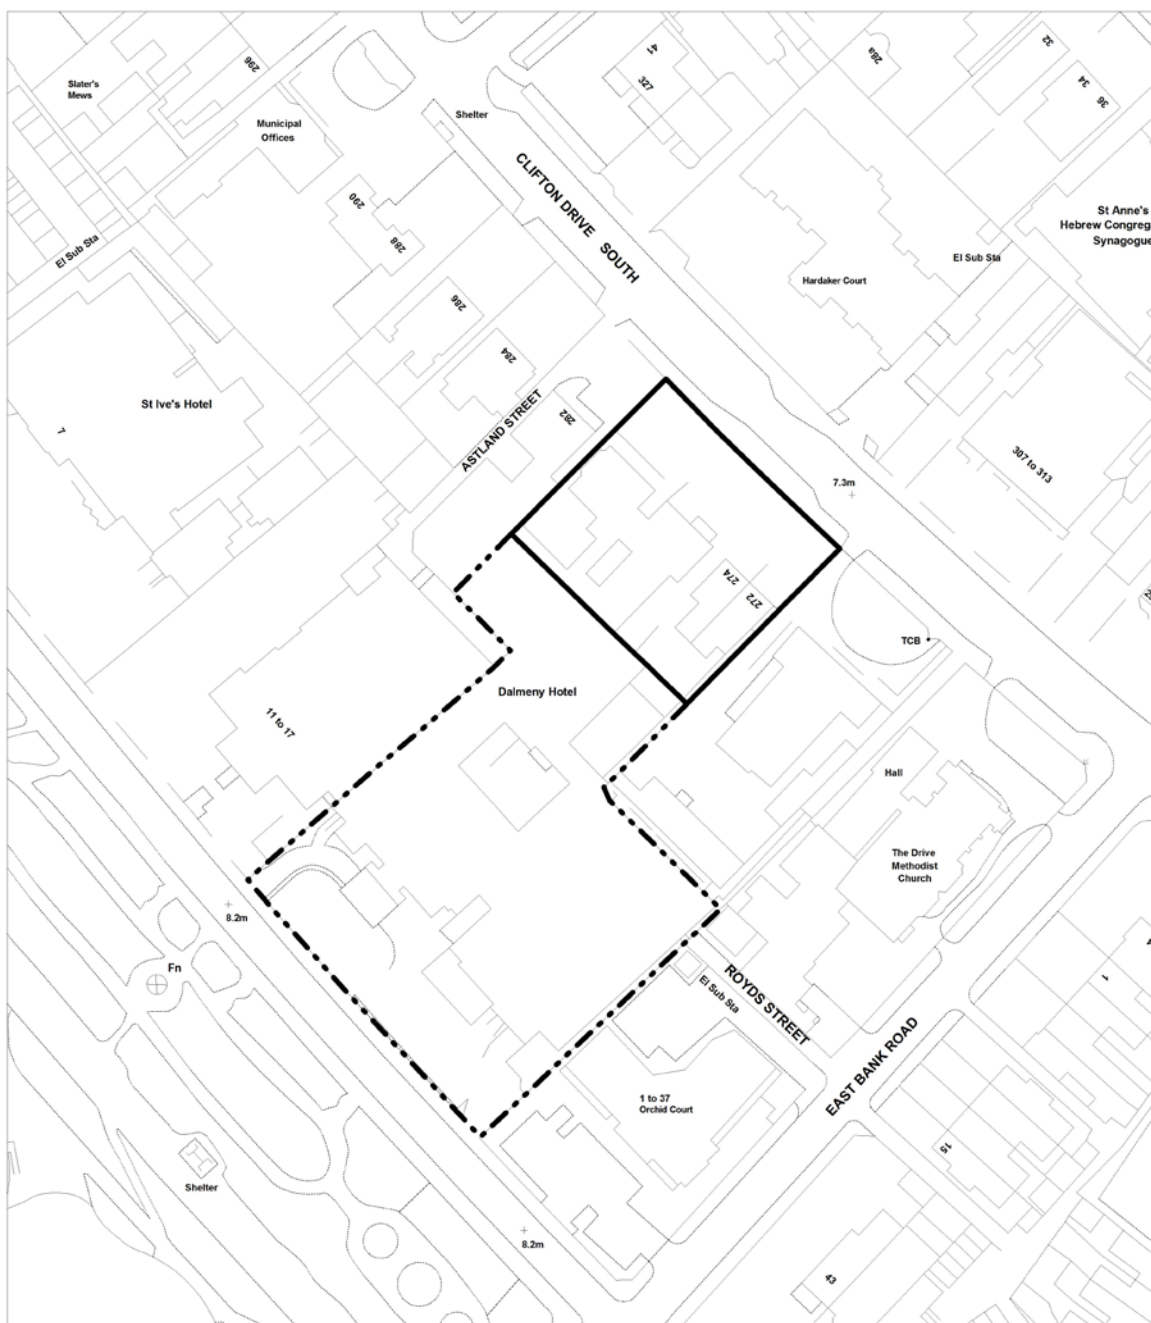 296
Slater's
Mews
Municipal
Offices
Shelter
41
327
28a
32
34
36
CLIFTON DRIVE SOUTH
290
288
El Sub Sta
St Anne's
Hebrew Congreg
Synagogue
El Sub Sta
Hardaker Court
286
284
St Ive's Hotel
7
ASTLAND STREET
282
307 to 313
7.3m
274
272
TCB
Dalmeny Hotel
11 to 17
Hall
The Drive
Methodist
Church
8.2m
Fn
1
El Sub Sta
ROYDS STREET
EAST BANK ROAD
1 to 37
Orchid Court
15
Shelter
8.2m
43